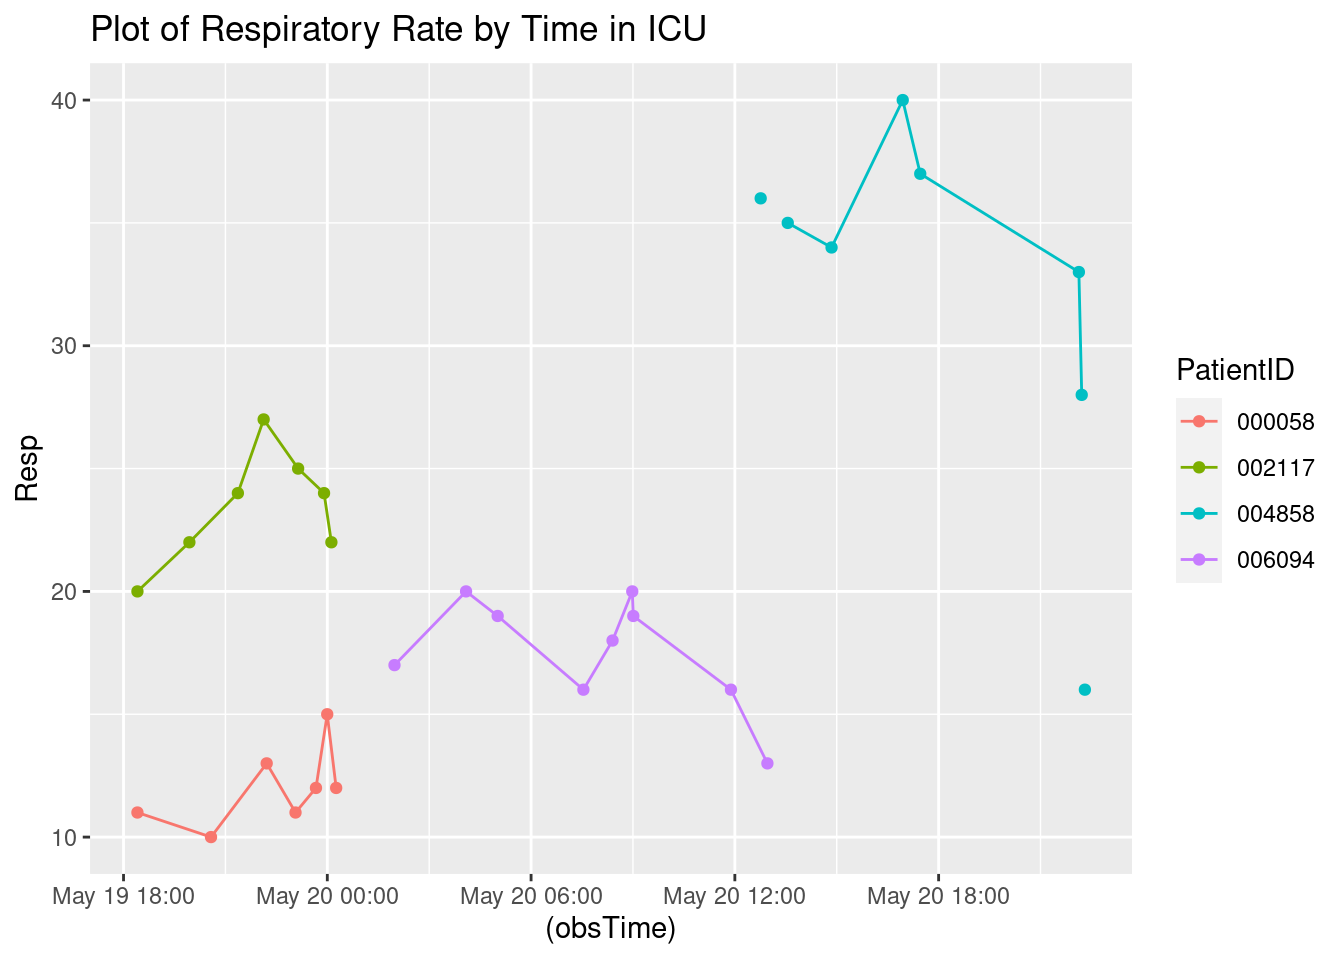 Plot of Respiratory Rate by Time in ICU
40
30
20
10
Resp
May 19 18:00 May 20 00:00 May 20 06:00 May 20 12:00 May 20 18:00
(obsTime)
PatientID
000058
002117
004858
006094